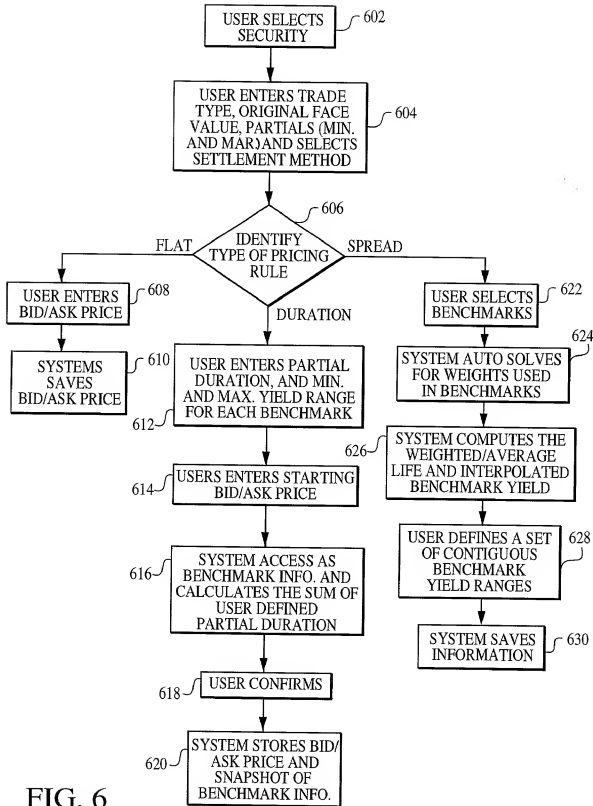 USER SELECTS
SECURITY
602
USER ENTERS TRADE
TYPE, ORIGINAL FACE
VALUE, PARTIALS (MIN.
AND MAR)AND SELECTS
SETTLEMENT METHOD
604
606
IDENTIFY
TYPE OF PRICING
RULE
FLAT
SPREAD
DURATION
USER ENTERS
BID/ASK PRICE
608
SYSTEMS
SAVES
BID/ASK PRICE
610
USER ENTERS PARTIAL
DURATION, AND MIN.
AND MAX. YIELD RANGE
FOR EACH BENCHMARK
612
USERS ENTERS STARTING
BID/ASK PRICE
614
SYSTEM ACCESS AS
BENCHMARK INFO. AND
CALCULATES THE SUM OF
USER DEFINED
PARTIAL DURATION
616
USER CONFIRMS
618
SYSTEM STORES BID/
ASK PRICE AND
SNAPSHOT OF
BENCHMARK INFO.
620
USER SELECTS
BENCHMARKS
622
SYSTEM AUTO SOLVES
FOR WEIGHTS USED
IN BENCHMARKS
624
SYSTEM COMPUTES THE
WEIGHTED/AVERAGE
LIFE AND INTERPOLATED
BENCHMARK YIELD
626
USER DEFINES A SET
OF CONTIGUOUS
BENCHMARK
YIELD RANGES
628
SYSTEM SAVES
INFORMATION
630
FIG. 6